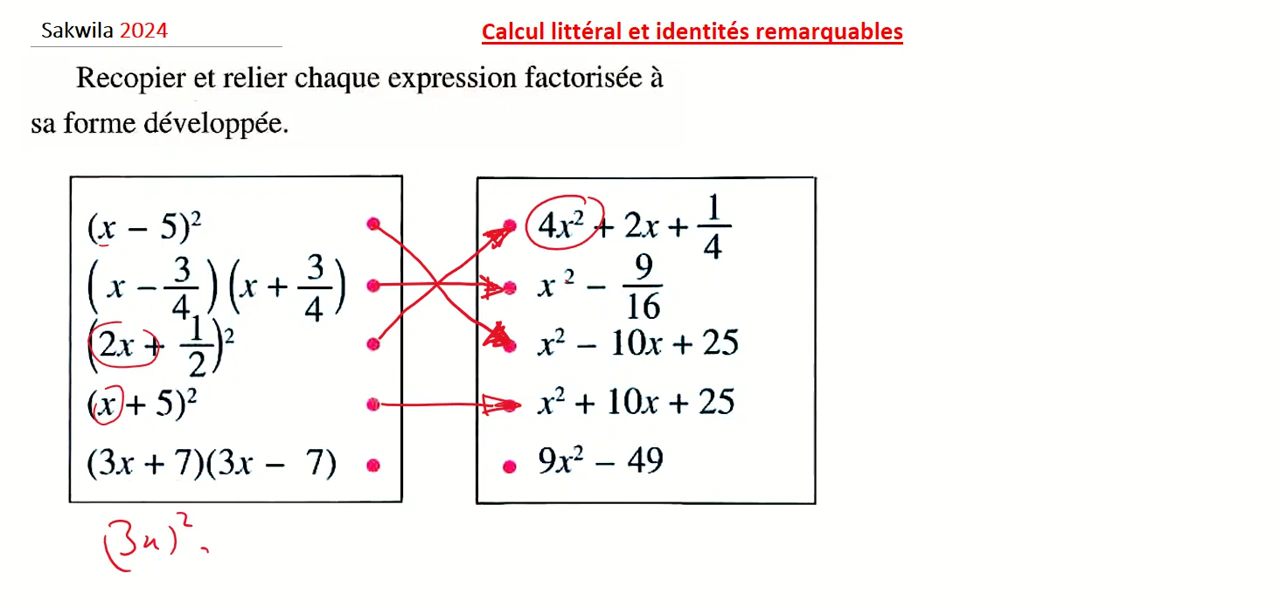 Sakwila 2024
Calcul littéral et identités remarquables
Recopier et relier chaque expression factorisée à
sa forme développée.
(x − 5)²
(x − 3/4)(x + 3/4)
(2x + 1/2)²
(x + 5)²
(3x + 7)(3x − 7)
4x² + 2x + 1/4
x² − 9/16
x² − 10x + 25
x² + 10x + 25
9x² − 49
(3x)²